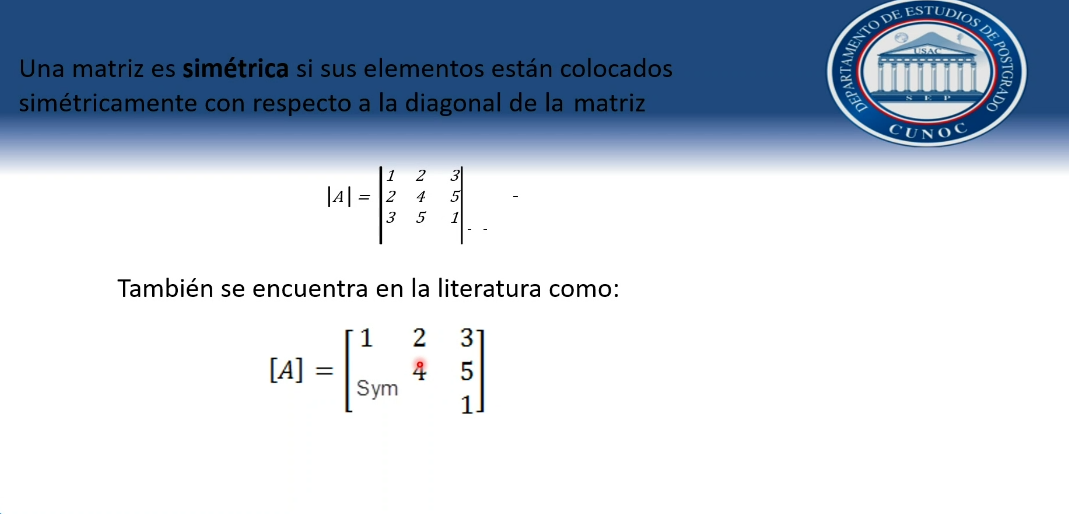 Una matriz es simétrica si sus elementos están colocados
simétricamente con respecto a la diagonal de la matriz
DEPARTAMENTO DE ESTUDIOS DE POSTGRADO
USAC
S E P
CUNOC
1 2 3
|A| = 2 4 5
3 5 1
También se encuentra en la literatura como:
1 2 3
[A] = 4 5
Sym
1